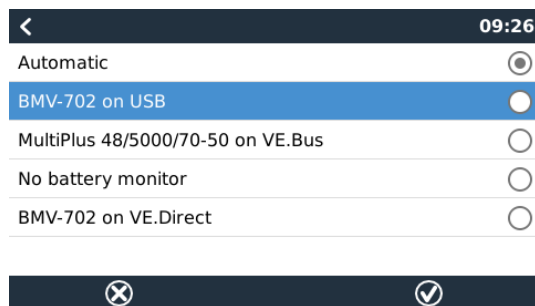 09:26
Automatic
BMV-702 on USB
MultiPlus 48/5000/70-50 on VE.Bus
No battery monitor
BMV-702 on VE.Direct